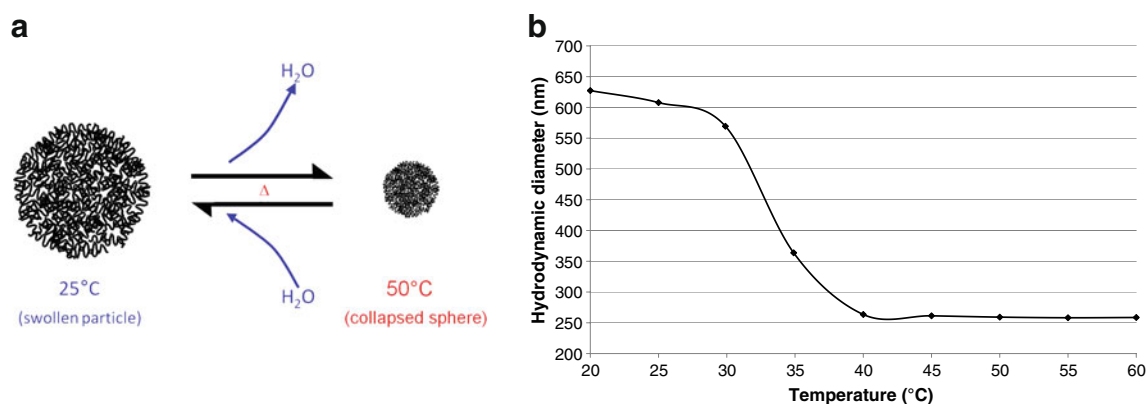 a
H₂O
Δ
H₂O
25°C
(swollen particle)
50°C
(collapsed sphere)
b
Hydrodynamic diameter (nm)
700
650
600
550
500
450
400
350
300
250
200
20 25 30 35 40 45 50 55 60
Temperature (°C)